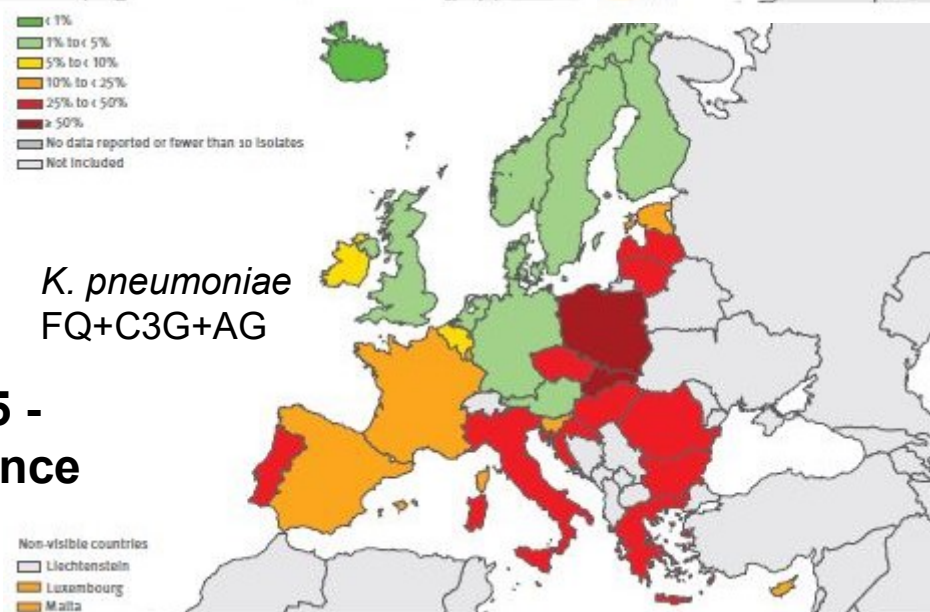 < 1%
1% to < 5%
5% to < 10%
10% to < 25%
25% to < 50%
≥ 50%
No data reported or fewer than 10 isolates
Not included
K. pneumoniae
FQ+C3G+AG
5 -
nce
Non-visible countries
Liechtenstein
Luxembourg
Malta